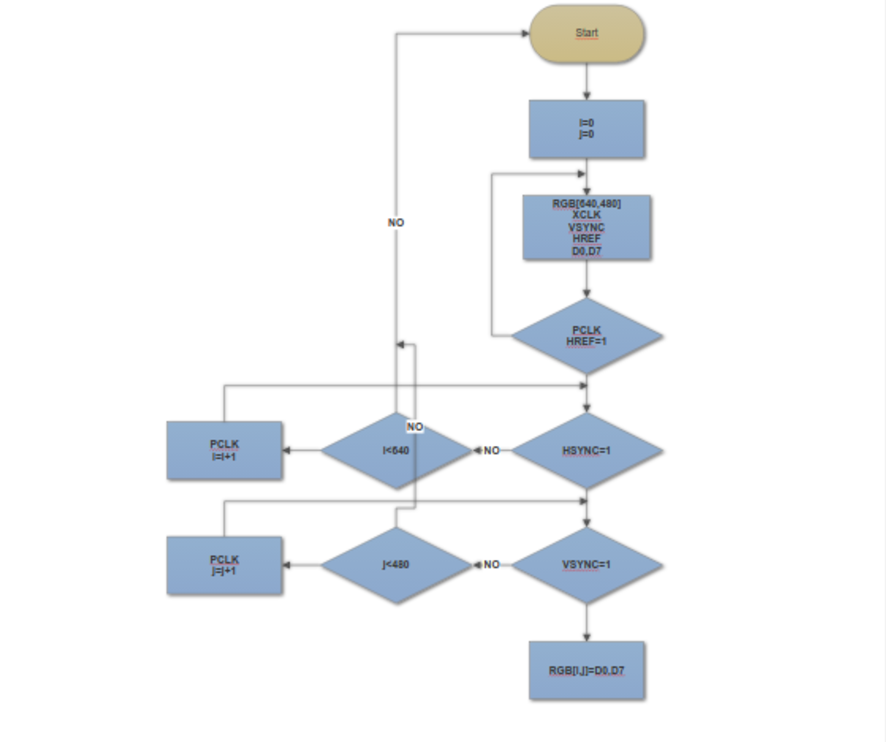 Start
i=0
j=0
RGB[640,480]
XCLK
VSYNC
HREF
D0,D7
NO
PCLK
HREF=1
NO
PCLK
i=i+1
i<640
NO
HSYNC=1
PCLK
j=j+1
j<480
NO
VSYNC=1
RGB[i,j]=D0,D7